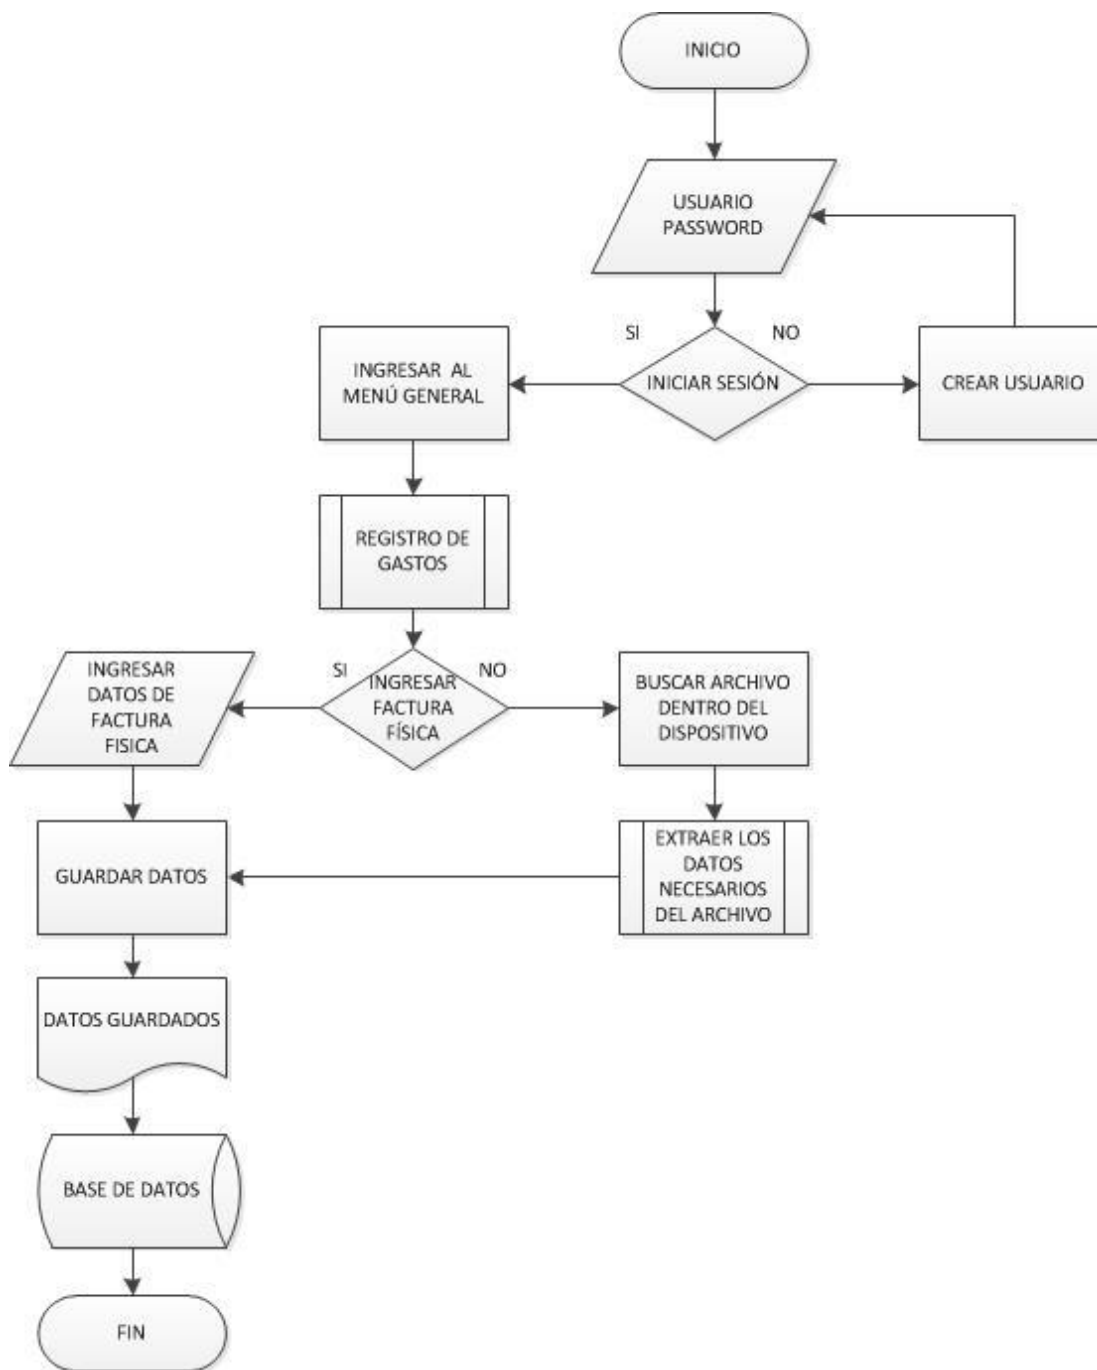 INICIO
USUARIO
PASSWORD
SI
NO
INGRESAR AL
MENÚ GENERAL
INICIAR SESIÓN
CREAR USUARIO
REGISTRO DE
GASTOS
INGRESAR
DATOS DE
FACTURA
FISICA
SI
NO
INGRESAR
FACTURA
FÍSICA
BUSCAR ARCHIVO
DENTRO DEL
DISPOSITIVO
GUARDAR DATOS
EXTRAER LOS
DATOS
NECESARIOS
DEL ARCHIVO
DATOS GUARDADOS
BASE DE DATOS
FIN